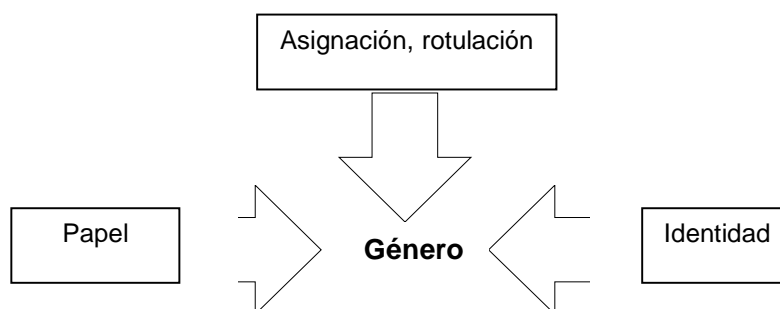 Asignación, rotulación
Papel
Género
Identidad